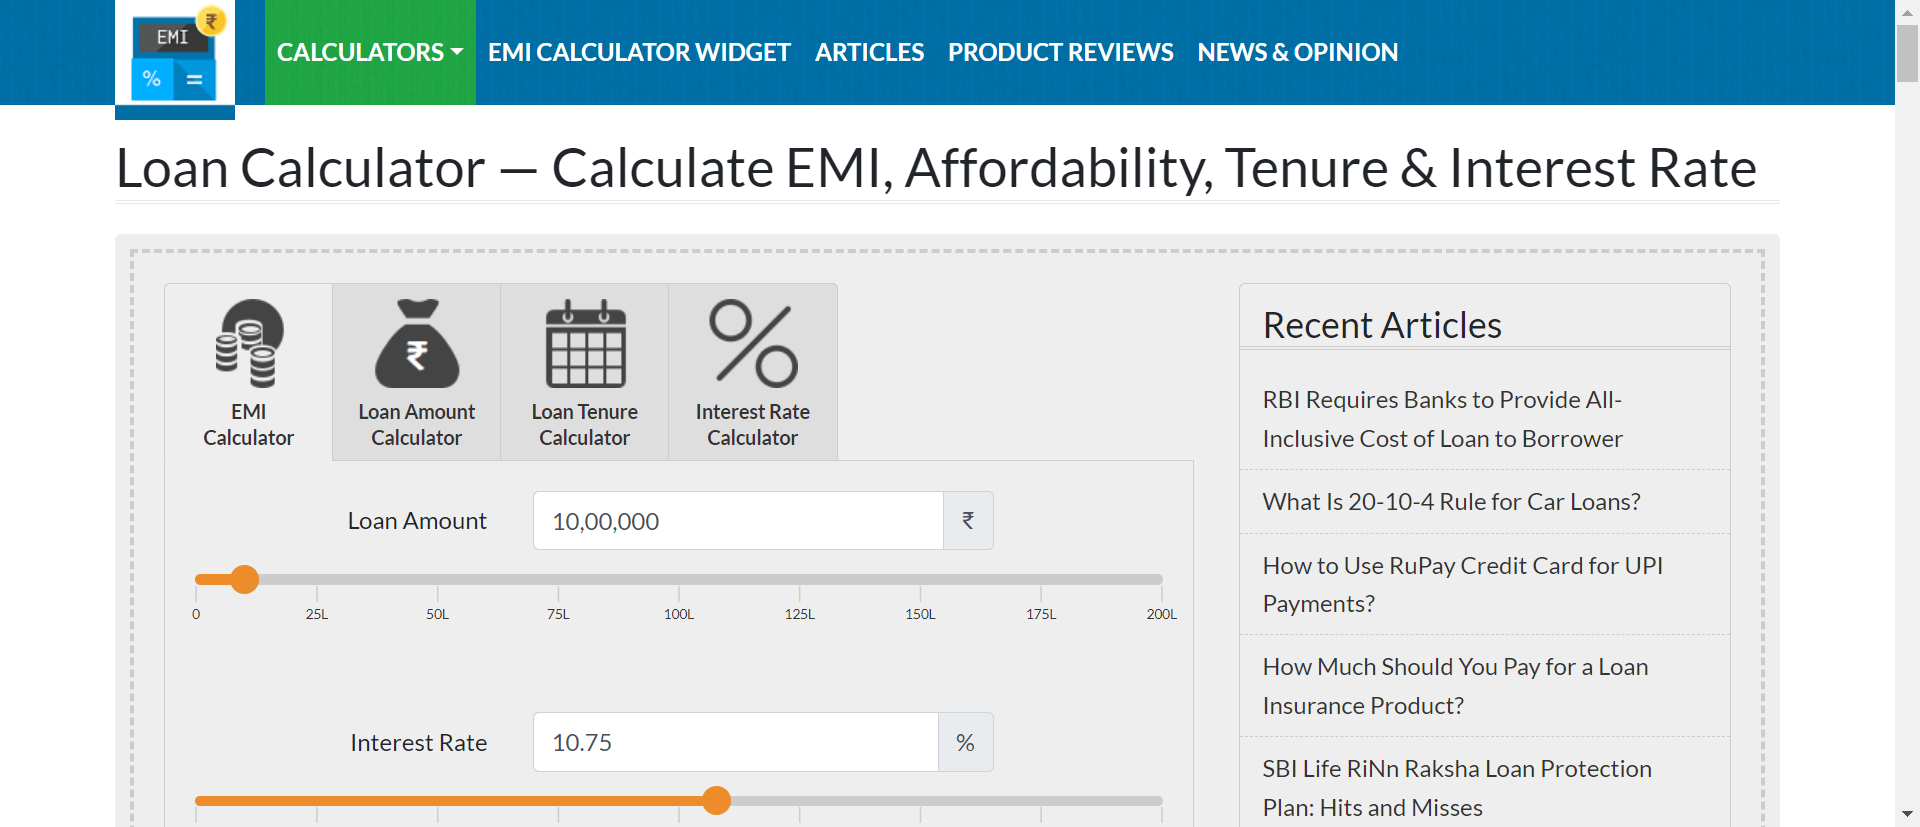 EMI
₹
%
=
CALCULATORS
EMI CALCULATOR WIDGET
ARTICLES
PRODUCT REVIEWS
NEWS & OPINION
Loan Calculator — Calculate EMI, Affordability, Tenure & Interest Rate
EMI
Calculator
₹
Loan Amount
Calculator
Loan Tenure
Calculator
Interest Rate
Calculator
Loan Amount
10,00,000
₹
0
25L
50L
75L
100L
125L
150L
175L
200L
Interest Rate
10.75
%
Recent Articles
RBI Requires Banks to Provide All-
Inclusive Cost of Loan to Borrower
What Is 20-10-4 Rule for Car Loans?
How to Use RuPay Credit Card for UPI
Payments?
How Much Should You Pay for a Loan
Insurance Product?
SBI Life RiNn Raksha Loan Protection
Plan: Hits and Misses